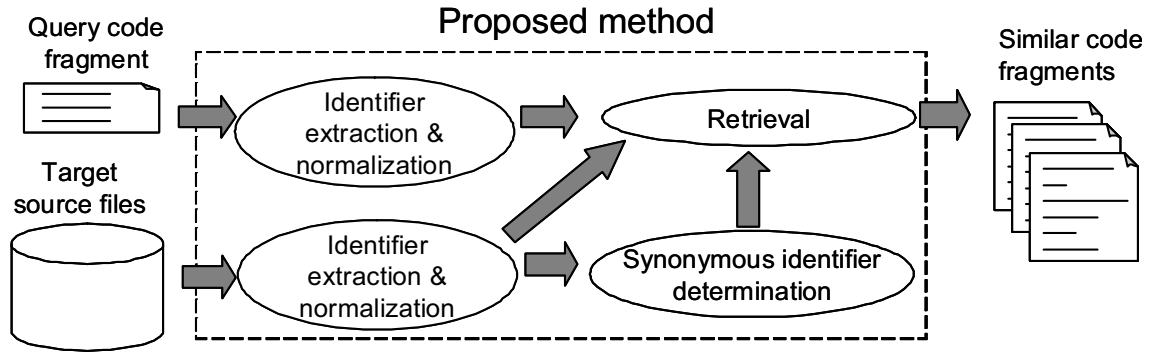 Proposed method
Query code
fragment
Identifier
extraction &
normalization
Retrieval
Similar code
fragments
Target
source files
Identifier
extraction &
normalization
Synonymous identifier
determination